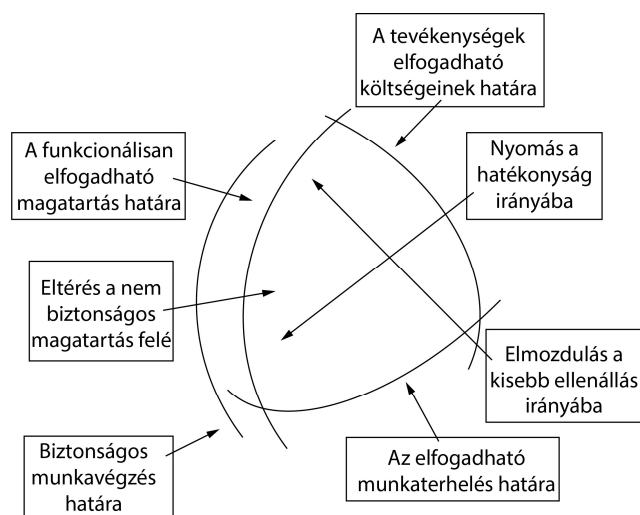 A tevékenységek
elfogadható
költségeinek határa
A funkcionálisan
elfogadható
magatartás határa
Nyomás a
hatékonyság
irányába
Eltérés a nem
biztonságos
magatartás felé
Elmozdulás a
kisebb ellenállás
irányába
Biztonságos
munkavégzés
határa
Az elfogadható
munkaterhelés határa